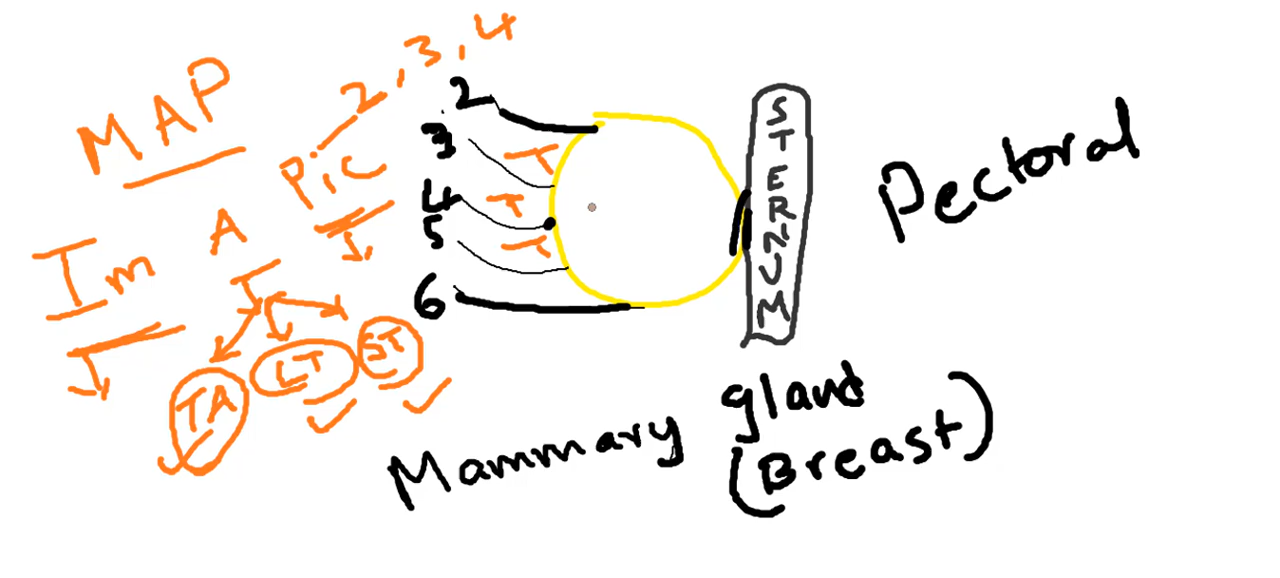 MAP
Pic 2, 3, 4
Im A
TA LT ST
2
3 T
4 T
5 T
6
STERNUM
Pectoral
Mammary gland
(Breast)